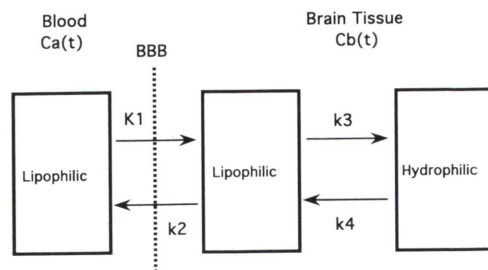 Blood
Ca(t)
BBB
Brain Tissue
Cb(t)
K1
k3
Lipophilic
Lipophilic
Hydrophilic
k2
k4